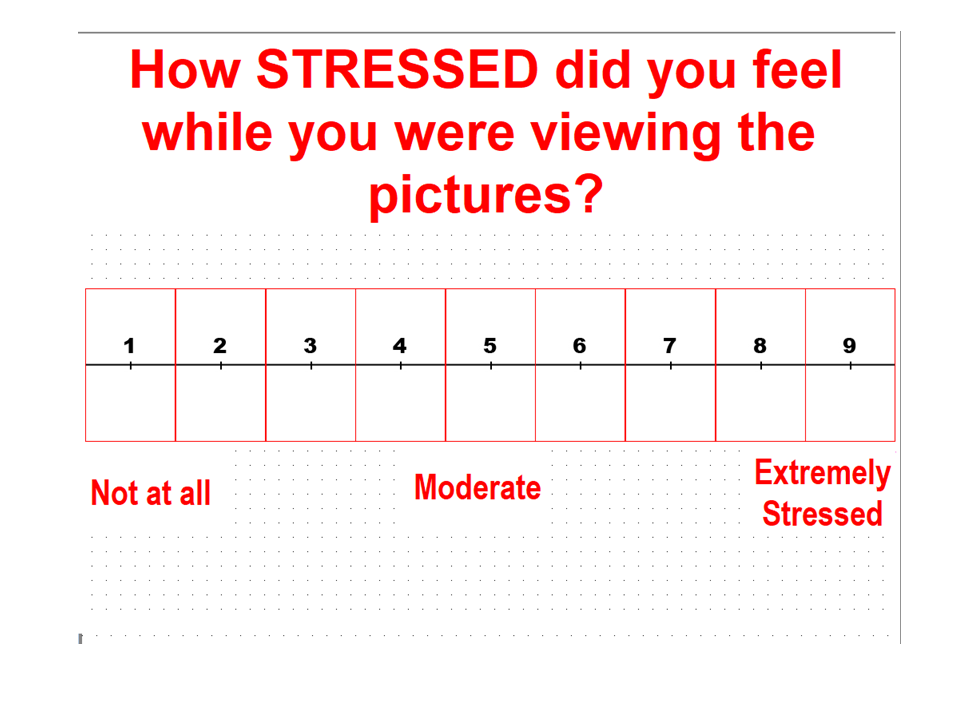 How STRESSED did you feel
while you were viewing the
pictures?
1 2 3 4 5 6 7 8 9
Not at all
Moderate
Extremely
Stressed